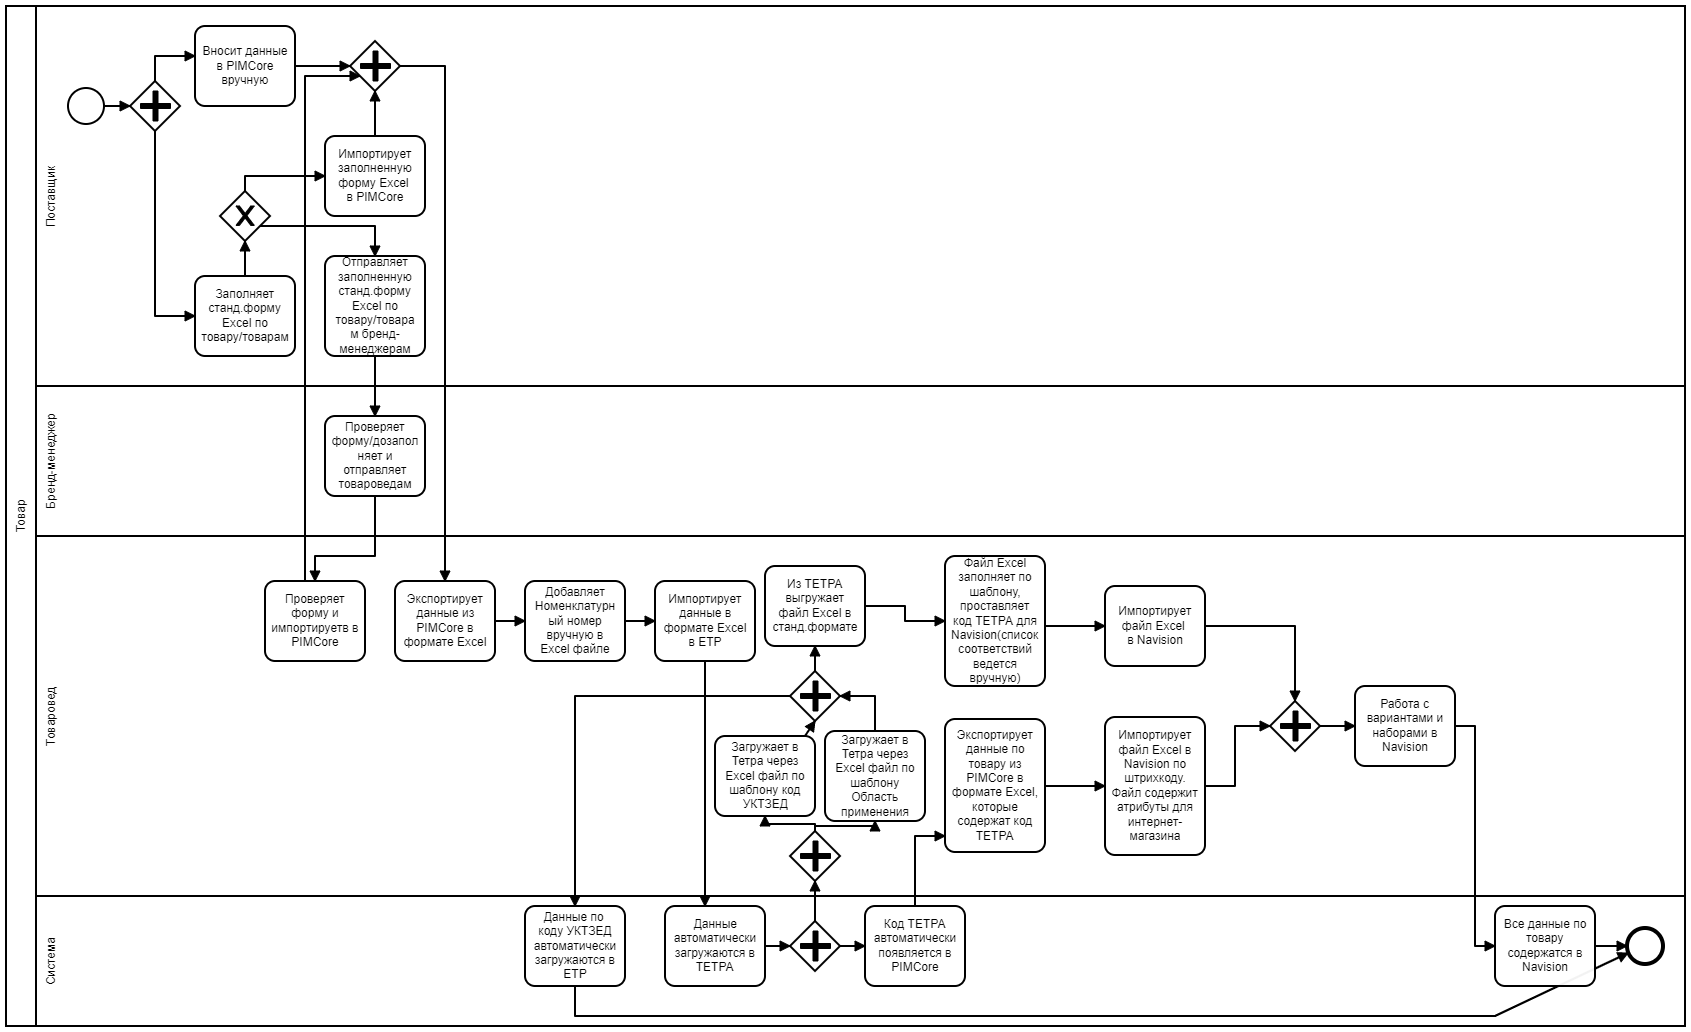 Товар
Поставщик
Вносит данные
в PIMCore
вручную
Импортирует
заполненную
форму Excel
в PIMCore
X
Заполняет
станд.форму
Excel по
товару/товарам
Отправляет
заполненную
станд.форму
Excel по
товару/товара
м бренд-
менеджерам
Бренд-менеджер
Проверяет
форму/дозапол
няет и
отправляет
товароведам
Товаровед
Проверяет
форму и
импортируетв в
PIMCore
Экспортирует
данные из
PIMCore в
формате Excel
Добавляет
Номенклатурн
ый номер
вручную в
Excel файле
Импортирует
данные в
формате Excel
в ETP
Из ТЕТРА
выгружает
файл Excel в
станд.формате
Файл Excel
заполняет по
шаблону,
проставляет
код ТЕТРА для
Navision(список
соответствий
ведется
вручную)
Импортирует
файл Excel
в Navision
Загружает в
Тетра через
Excel файл по
шаблону код
УКТЗЕД
Загружает в
Тетра через
Excel файл по
шаблону
Область
применения
Экспортирует
данные по
товару из
PIMCore в
формате Excel,
которые
содержат код
ТЕТРА
Импортирует
файл Excel в
Navision по
штрихкоду.
Файл содержит
атрибуты для
интернет-
магазина
Работа с
вариантами и
наборами в
Navision
Система
Данные по
коду УКТЗЕД
автоматически
загружаются в
ETP
Данные
автоматически
загружаются в
ТЕТРА
Код ТЕТРА
автоматически
появляется в
PIMCore
Все данные по
товару
содержатся в
Navision